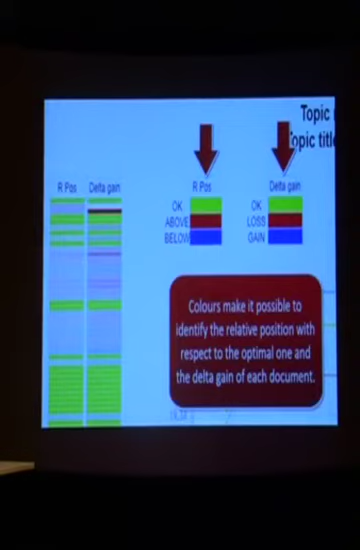 Topic
Topic title
R Pos Delta gain
R Pos
OK
ABOVE
BELOW
Delta gain
OK
LOSS
GAIN
Colours make it possible to
identify the relative position with
respect to the optimal one and
the delta gain of each document.